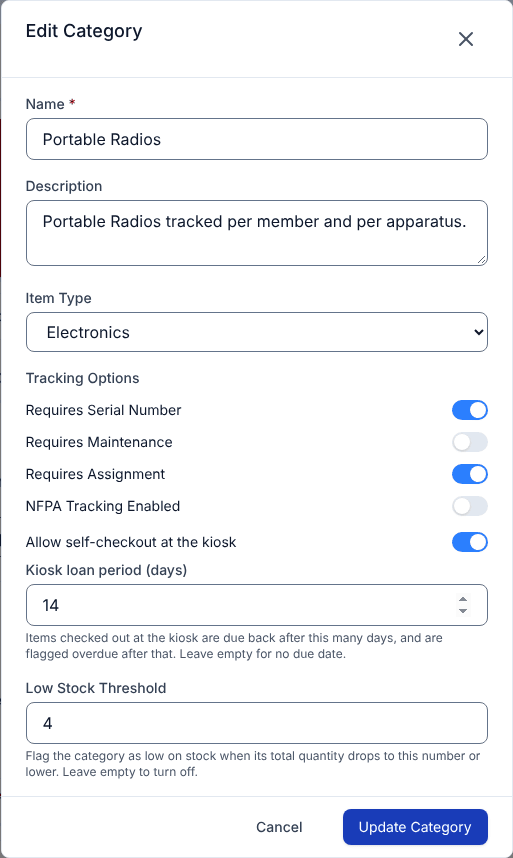 Edit Category
Name *
Portable Radios
Description
Portable Radios tracked per member and per apparatus.
Item Type
Electronics
Tracking Options
Requires Serial Number
Requires Maintenance
Requires Assignment
NFPA Tracking Enabled
Allow self-checkout at the kiosk
Kiosk loan period (days)
14
Items checked out at the kiosk are due back after this many days, and are
flagged overdue after that. Leave empty for no due date.
Low Stock Threshold
4
Flag the category as low on stock when its total quantity drops to this number or
lower. Leave empty to turn off.
Cancel
Update Category